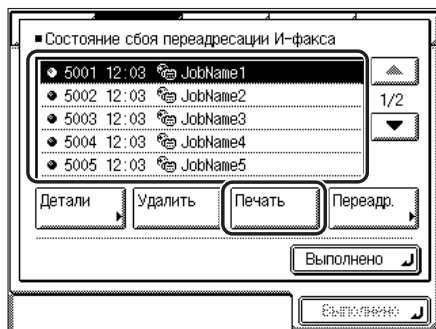 Состояние сбоя переадресации И-факса
5001 12:03 JobName1
5002 12:03 JobName2
5003 12:03 JobName3
5004 12:03 JobName4
5005 12:03 JobName5
1/2
Детали Удалить Печать Переадр.
Выполнено
Выполнено